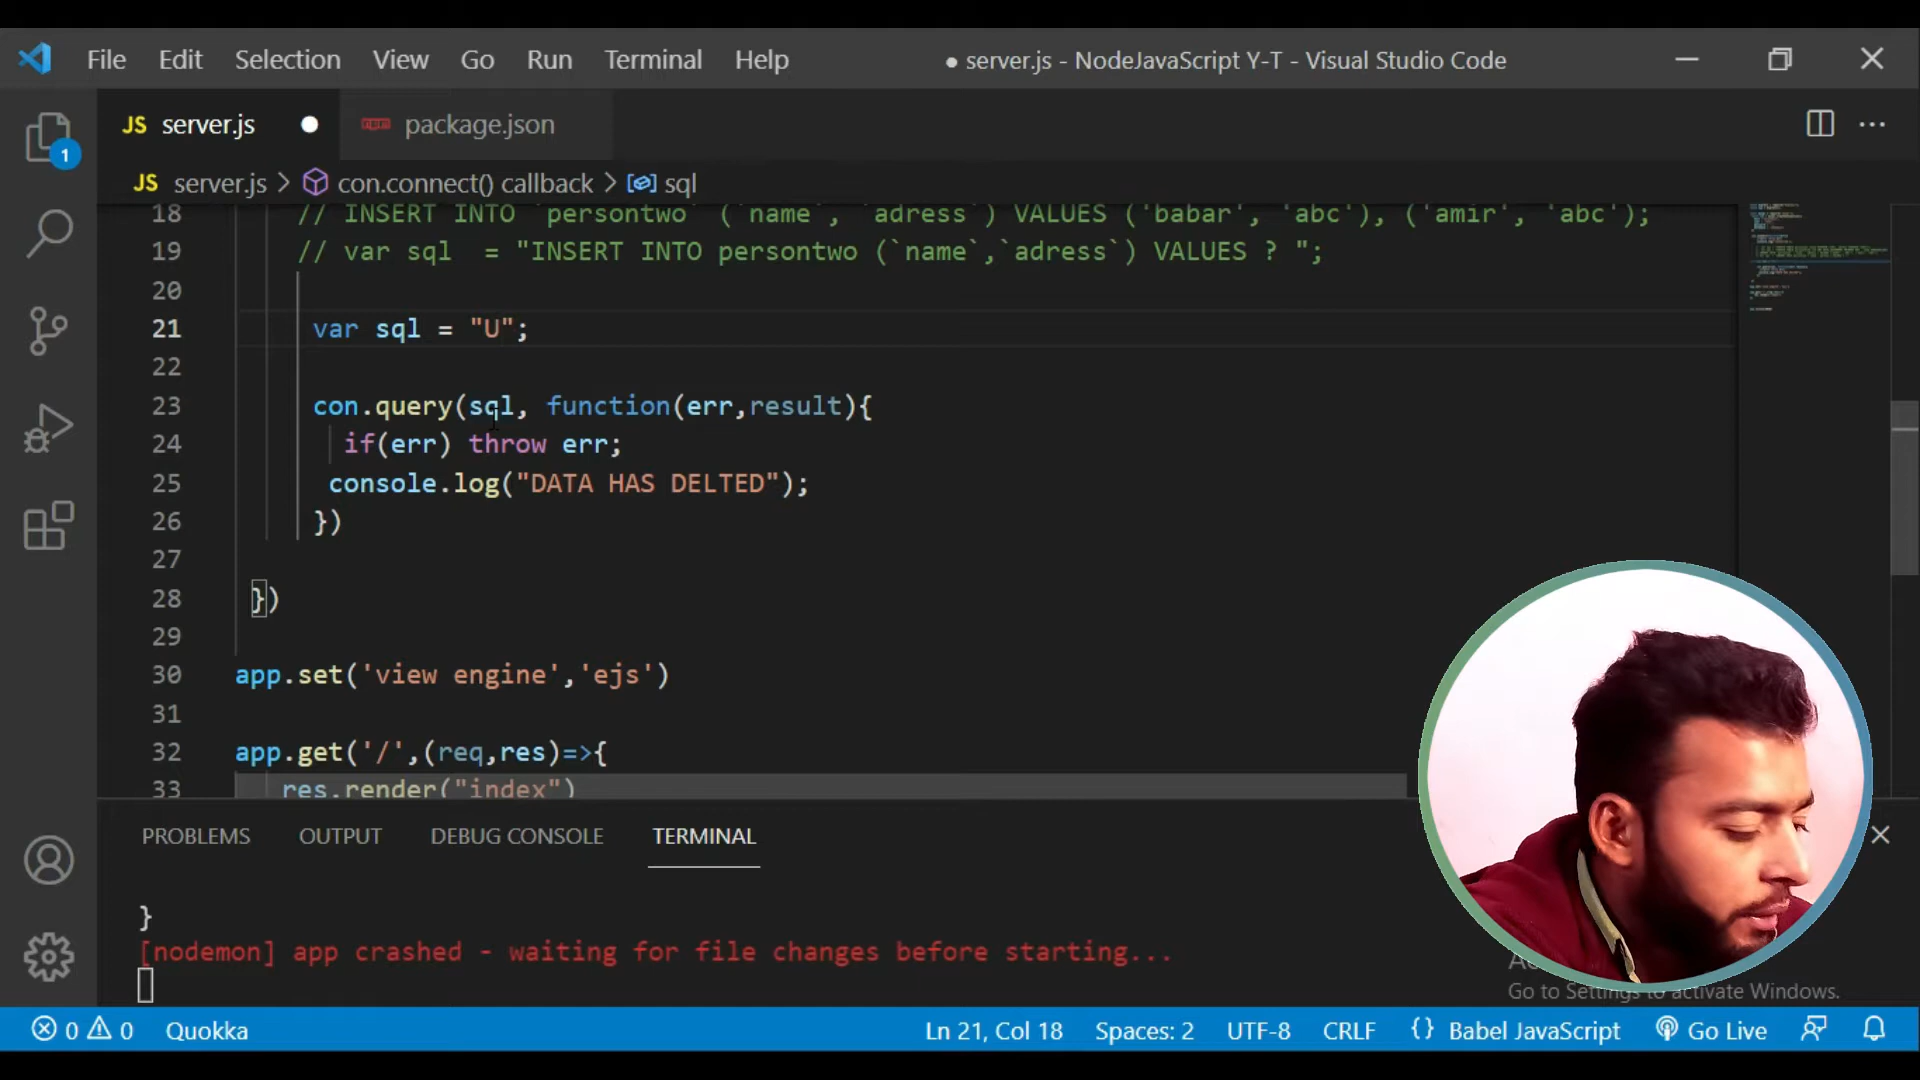 File Edit Selection View Go Run Terminal Help ● server.js - NodeJavaScript Y-T - Visual Studio Code
JS server.js ● package.json ...
JS server.js > con.connect() callback > sql
1
18 // INSERT INTO `persontwo` (`name`, `adress`) VALUES ('babar', 'abc'), ('amir', 'abc');
19 // var sql = "INSERT INTO persontwo (`name`,`adress`) VALUES ? ";
20
21 var sql = "U";
22
23 con.query(sql, function(err,result){
24 if(err) throw err;
25 console.log("DATA HAS DELTED");
26 })
27
28 })
29
30 app.set('view engine','ejs')
31
32 app.get('/',(req,res)=>{
33 res.render("index")
PROBLEMS OUTPUT DEBUG CONSOLE TERMINAL
}
[nodemon] app crashed - waiting for file changes before starting...
Go to Settings to activate Windows.
0 0 Quokka Ln 21, Col 18 Spaces: 2 UTF-8 CRLF {} Babel JavaScript Go Live